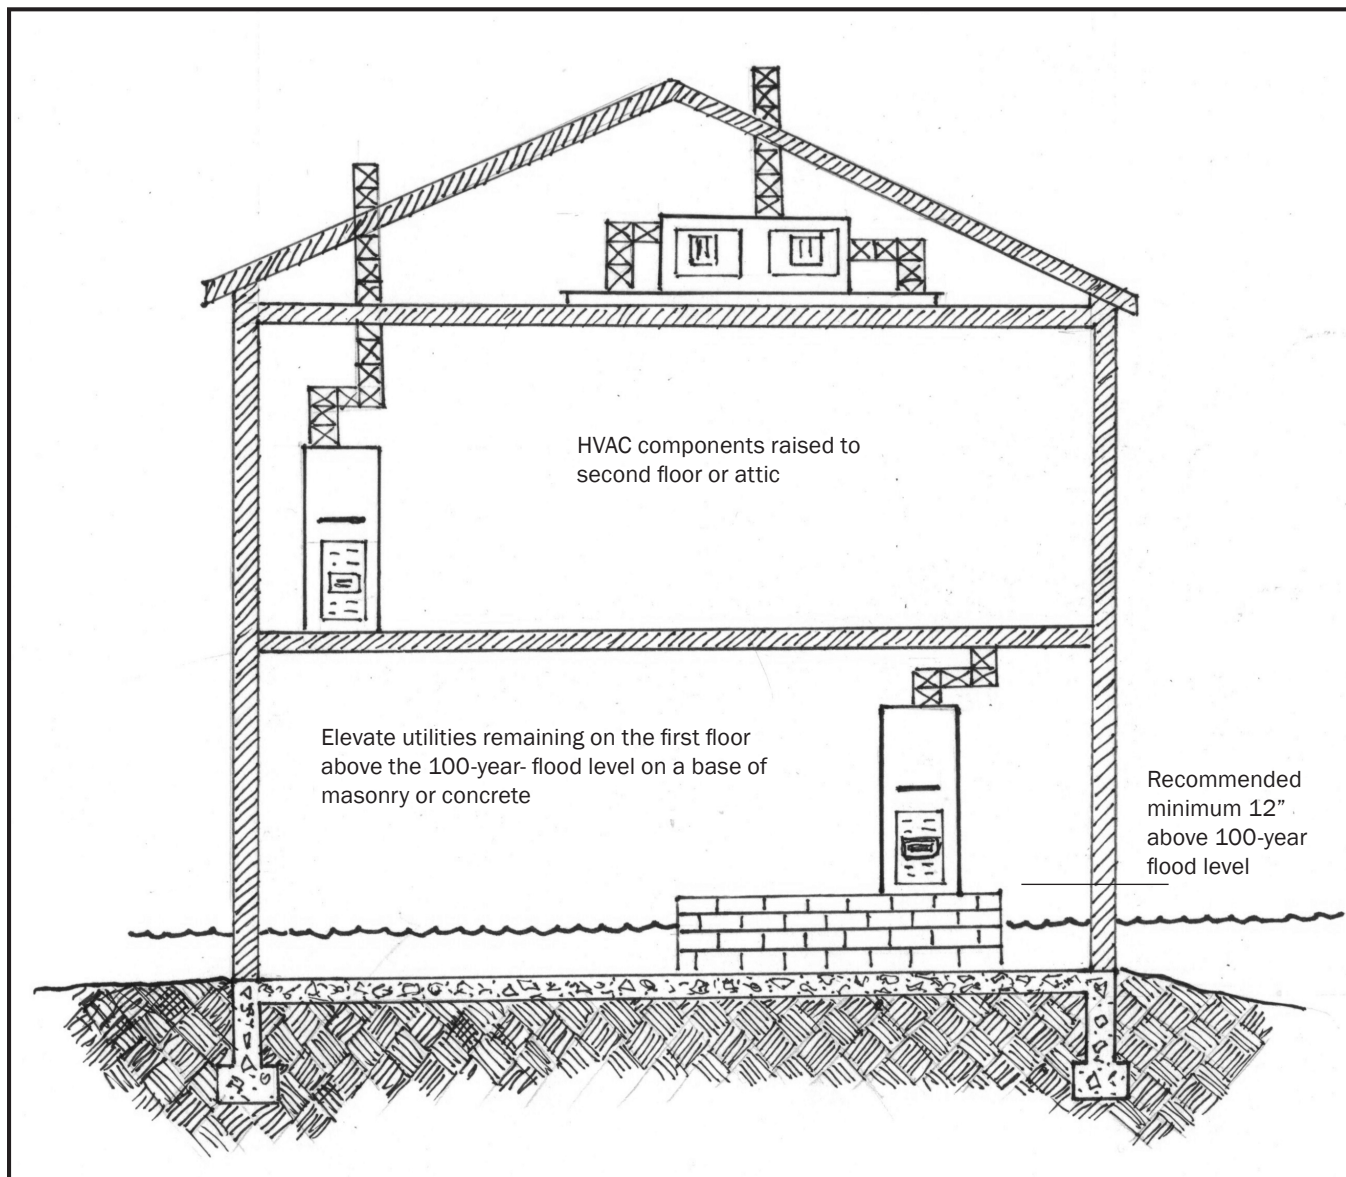 HVAC components raised to
second floor or attic
Elevate utilities remaining on the first floor
above the 100-year- flood level on a base of
masonry or concrete
Recommended
minimum 12”
above 100-year
flood level